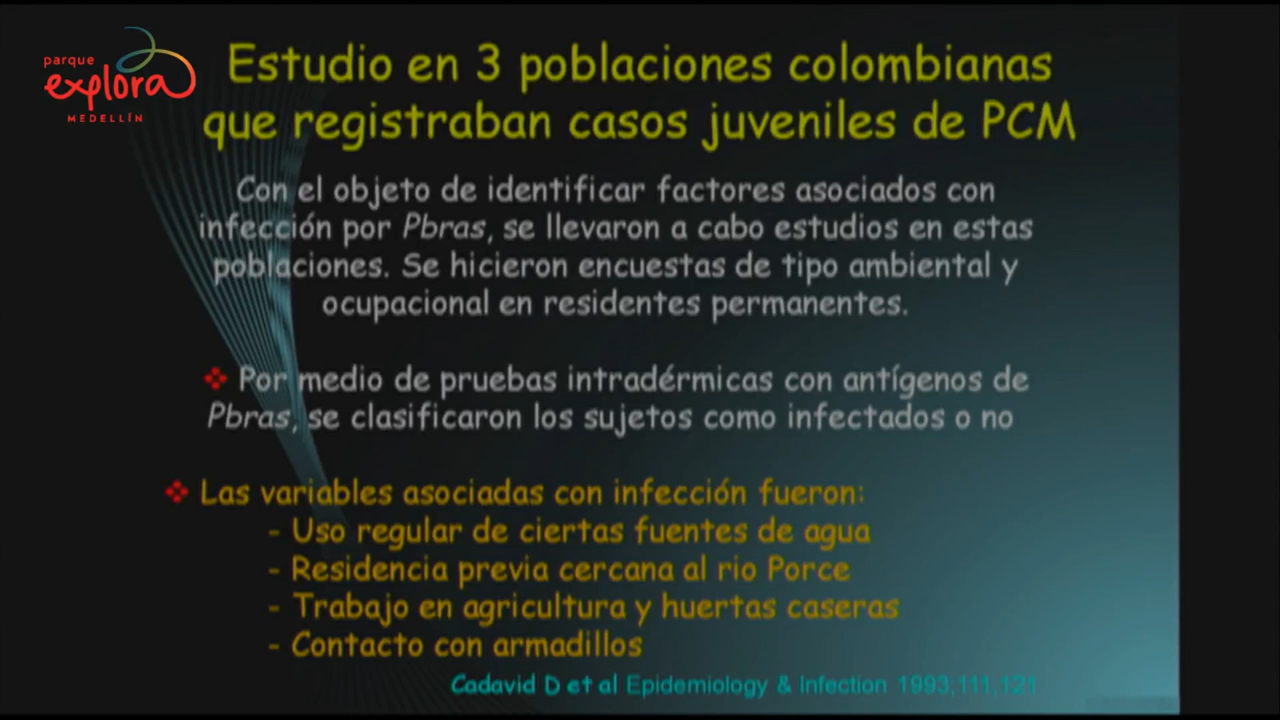 parque
explora
MEDELLÍN
Estudio en 3 poblaciones colombianas
que registraban casos juveniles de PCM
Con el objeto de identificar factores asociados con
infección por Pbras, se llevaron a cabo estudios en estas
poblaciones. Se hicieron encuestas de tipo ambiental y
ocupacional en residentes permanentes.
❖ Por medio de pruebas intradérmicas con antígenos de
Pbras, se clasificaron los sujetos como infectados o no
❖ Las variables asociadas con infección fueron:
- Uso regular de ciertas fuentes de agua
- Residencia previa cercana al rio Porce
- Trabajo en agricultura y huertas caseras
- Contacto con armadillos
Cadavid D et al Epidemiology & Infection 1993,111,121